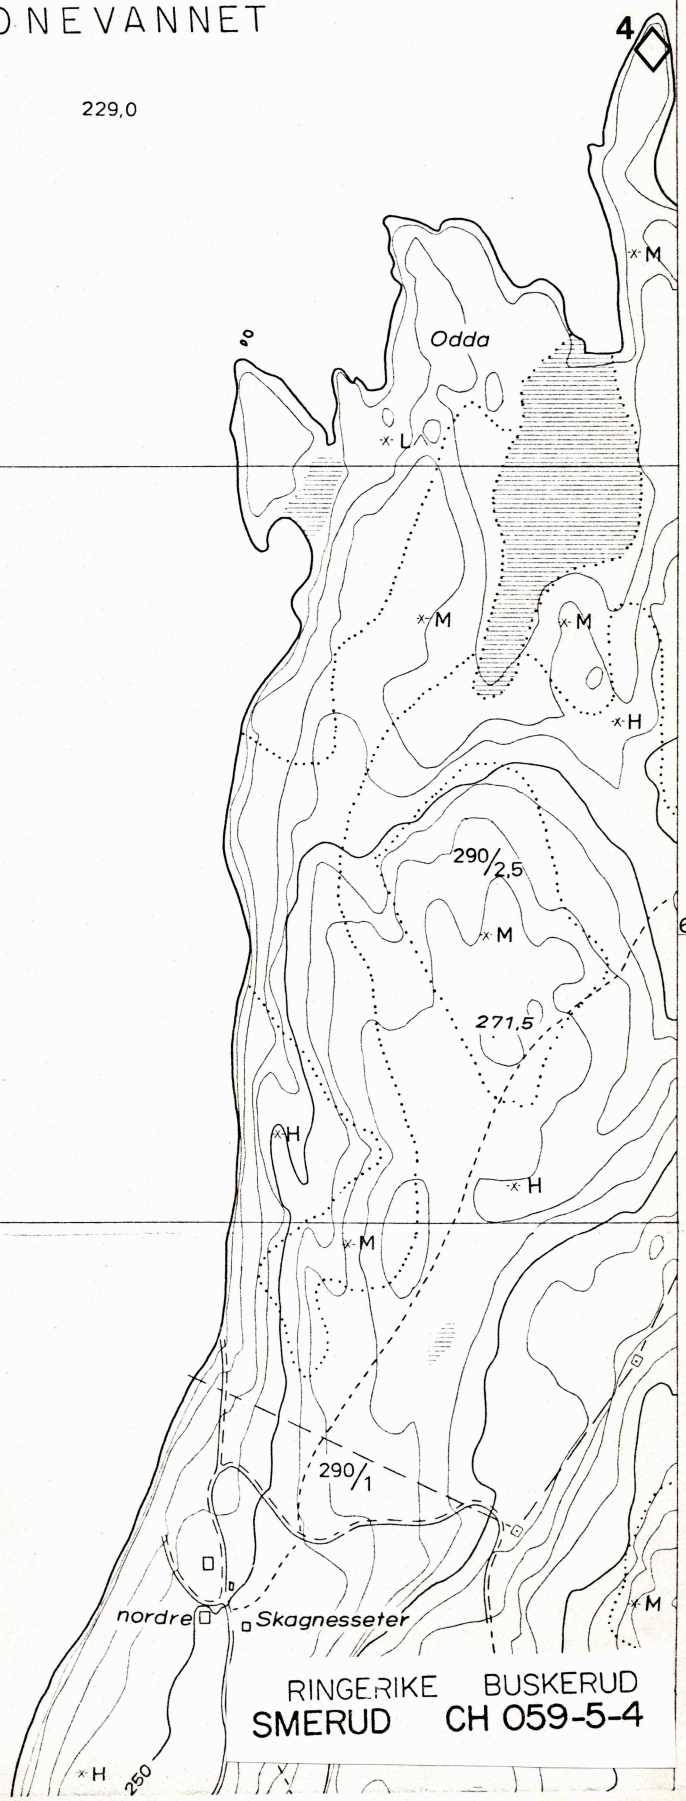 ONEVANNET
4
229,0
M
Odda
L
M
M
H
290/2,5
6
M
271,5
H
H
M
290/1
M
nordre
Skagnesseter
RINGERIKE BUSKERUD
SMERUD CH 059-5-4
H
250